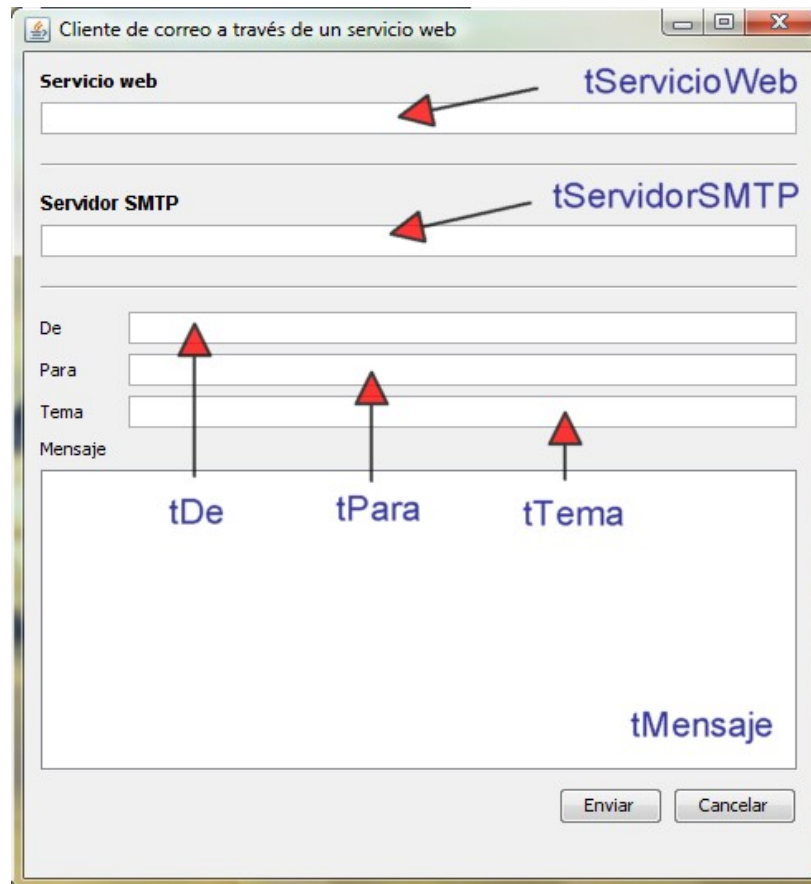 Cliente de correo a través de un servicio web
Servicio web
tServicioWeb
Servidor SMTP
tServidorSMTP
De
Para
Tema
Mensaje
tDe
tPara
tTema
tMensaje
Enviar
Cancelar